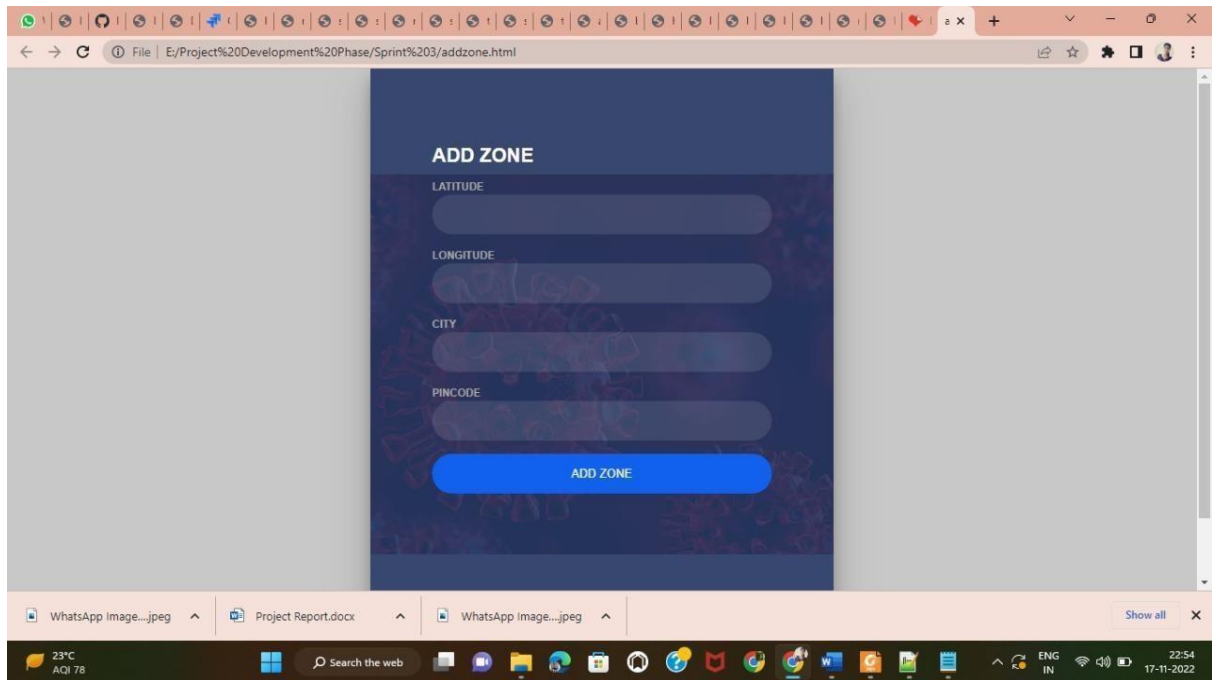 File | E:/Project%20Development%20Phase/Sprint%203/addzone.html
ADD ZONE
LATITUDE
LONGITUDE
CITY
PINCODE
ADD ZONE
WhatsApp Image....jpeg
Project Report.docx
WhatsApp Image....jpeg
Show all
23°C
AQI 78
Search the web
ENG
IN
22:54
17-11-2022